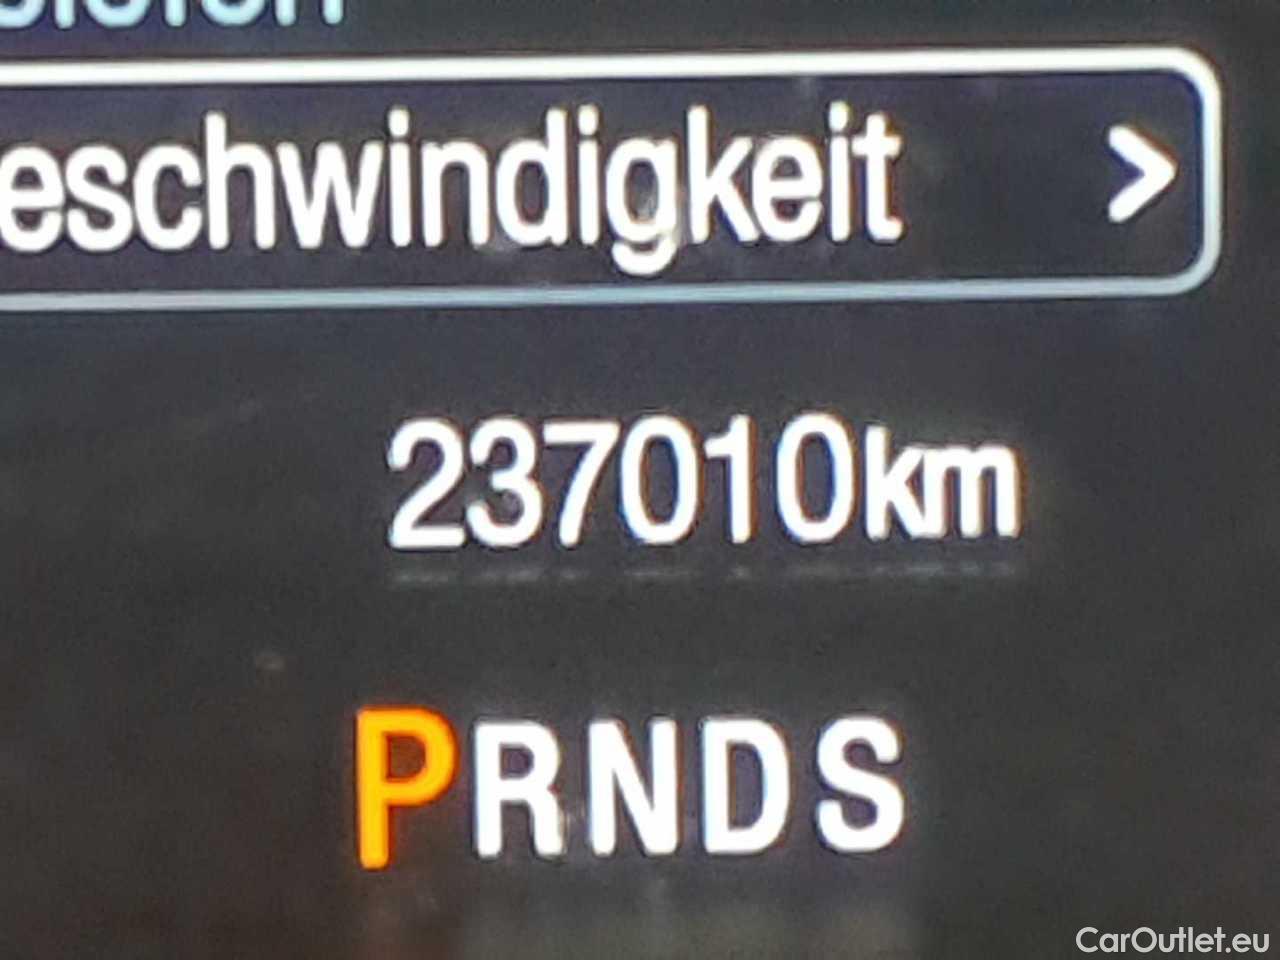 eschwindigkeit >
237010km
PRNDS
CarOutlet.eu